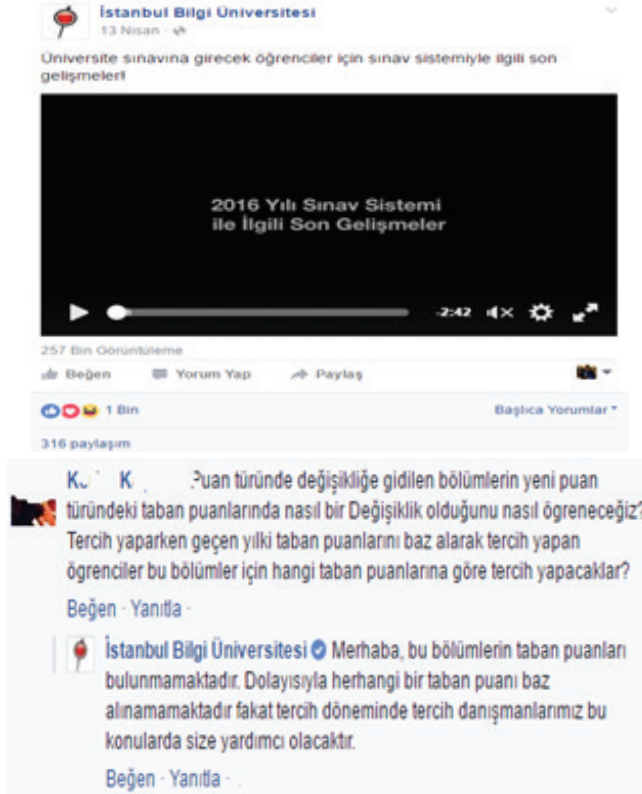 İstanbul Bilgi Üniversitesi
13 Nisan ·
Üniversite sınavına girecek öğrenciler için sınav sistemiyle ilgili son
gelişmeler!
2016 Yılı Sınav Sistemi
ile İlgili Son Gelişmeler
-2:42
257 Bin Görüntüleme
Beğen Yorum Yap Paylaş
1 Bin Başlıca Yorumlar
316 paylaşım
K K Puan türünde değişikliğe gidilen bölümlerin yeni puan
türündeki taban puanlarında nasıl bir Değişiklik olduğunu nasıl ögreneceğiz?
Tercih yaparken geçen yılki taban puanlarını baz alarak tercih yapan
ögrenciler bu bölümler için hangi taban puanlarına göre tercih yapacaklar?
Beğen · Yanıtla ·
İstanbul Bilgi Üniversitesi Merhaba, bu bölümlerin taban puanları
bulunmamaktadır. Dolayısıyla herhangi bir taban puanı baz
alınamamaktadır fakat tercih döneminde tercih danışmanlarımız bu
konularda size yardımcı olacaktır.
Beğen · Yanıtla ·